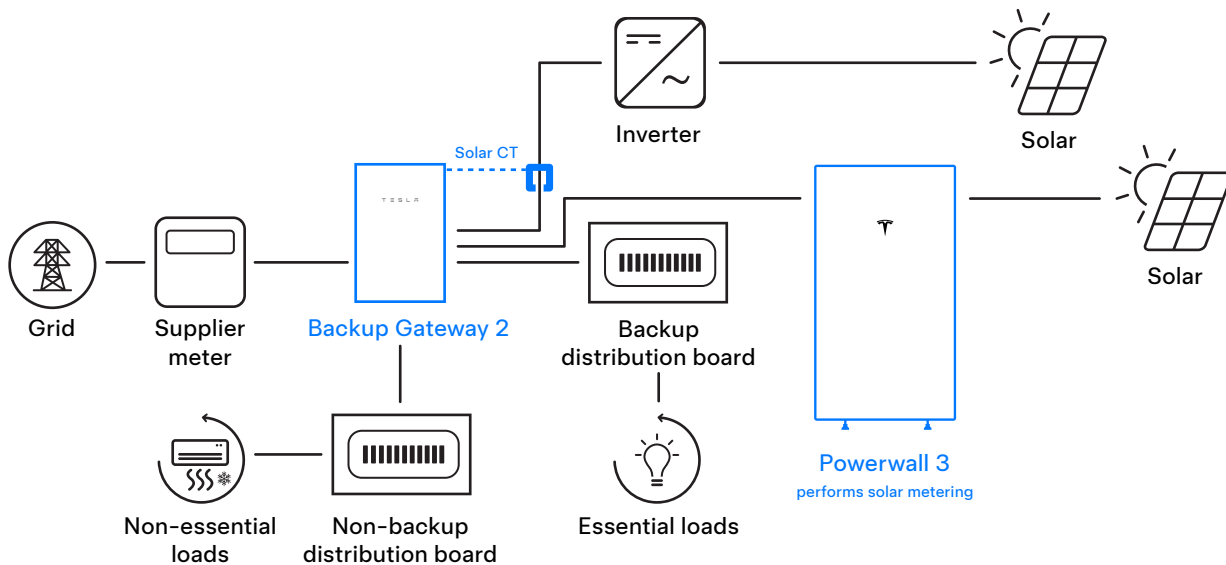 Solar CT
Inverter
Solar
TESLA
Solar
Grid
Supplier
meter
Backup Gateway 2
Backup
distribution board
Powerwall 3
performs solar metering
Non-essential
loads
Non-backup
distribution board
Essential loads